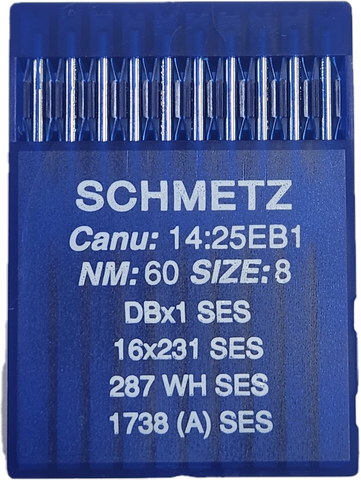 SCHMETZ
Canu: 14:25EB1
NM: 60 SIZE: 8
DBx1 SES
16x231 SES
287 WH SES
1738 (A) SES